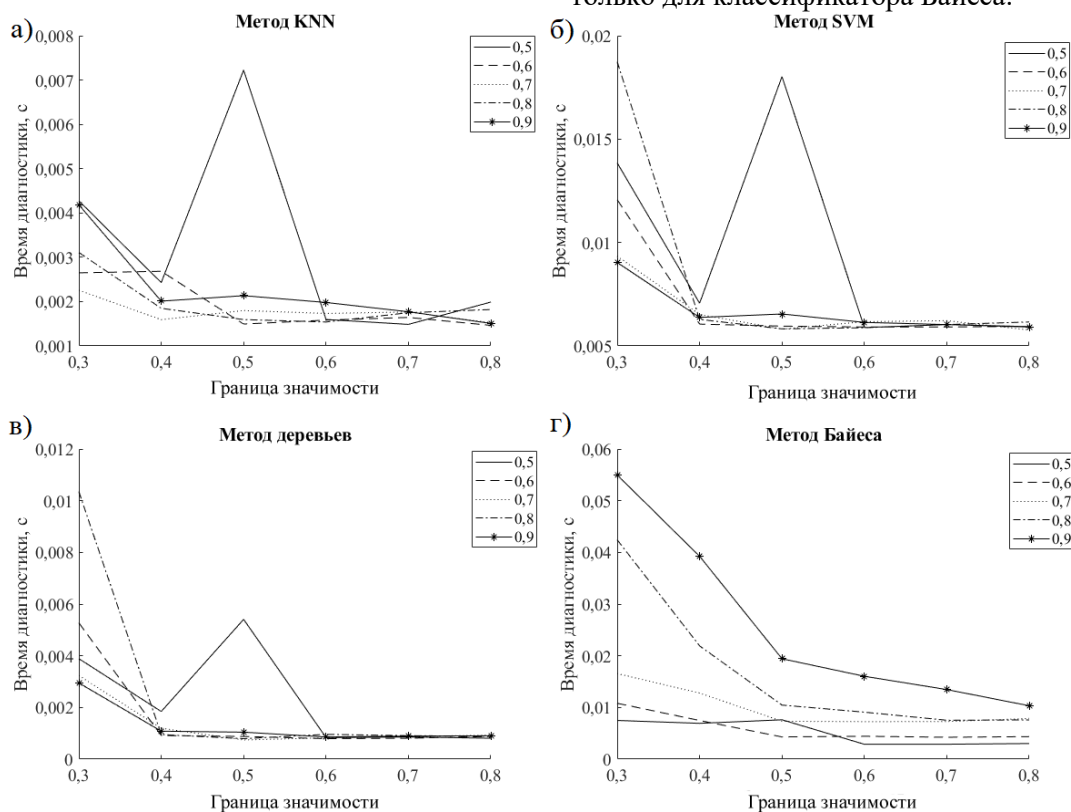 только для классификатора Байеса.
а)
Метод KNN
0,008
0,007
0,006
0,005
0,004
0,003
0,002
0,001
Время диагностики, с
0,3 0,4 0,5 0,6 0,7 0,8
Граница значимости
0,5
0,6
0,7
0,8
0,9
б)
Метод SVM
0,02
0,015
0,01
0,005
Время диагностики, с
0,3 0,4 0,5 0,6 0,7 0,8
Граница значимости
0,5
0,6
0,7
0,8
0,9
в)
Метод деревьев
0,012
0,01
0,008
0,006
0,004
0,002
0
Время диагностики, с
0,3 0,4 0,5 0,6 0,7 0,8
Граница значимости
0,5
0,6
0,7
0,8
0,9
г)
Метод Байеса
0,06
0,05
0,04
0,03
0,02
0,01
0
Время диагностики, с
0,3 0,4 0,5 0,6 0,7 0,8
Граница значимости
0,5
0,6
0,7
0,8
0,9